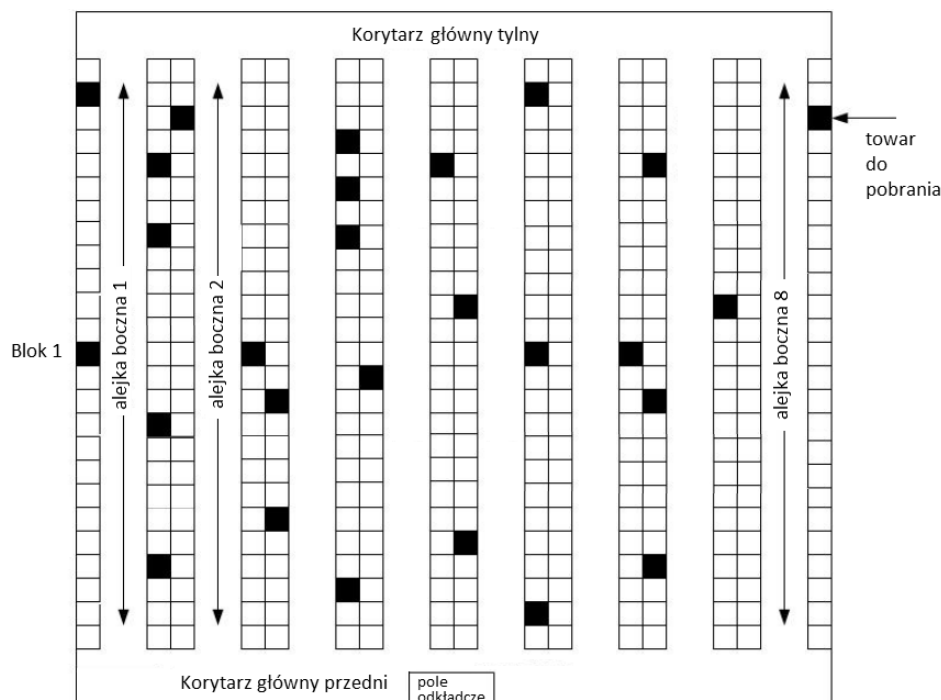 Korytarz główny tylny
towar
do
pobrania
Blok 1
alejka boczna 1
alejka boczna 2
alejka boczna 8
Korytarz główny przedni
pole
odkładcze